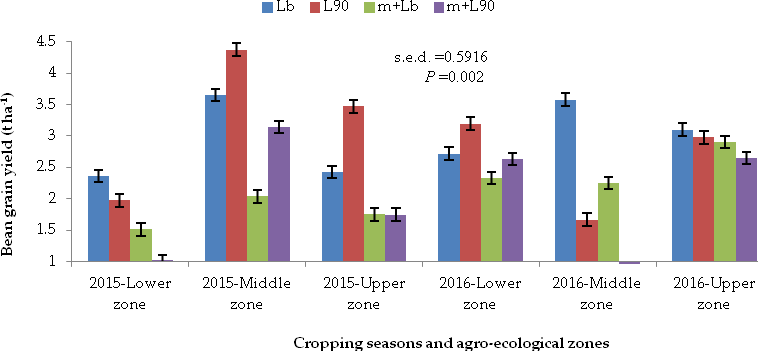 Lb L90 m+Lb m+L90
4.5
4
3.5
3
2.5
2
1.5
1
Bean grain yield (t ha-1)
s.e.d. =0.5916
P =0.002
2015-Lower zone
2015-Middle zone
2015-Upper zone
2016-Lower zone
2016-Middle zone
2016-Upper zone
Cropping seasons and agro-ecological zones